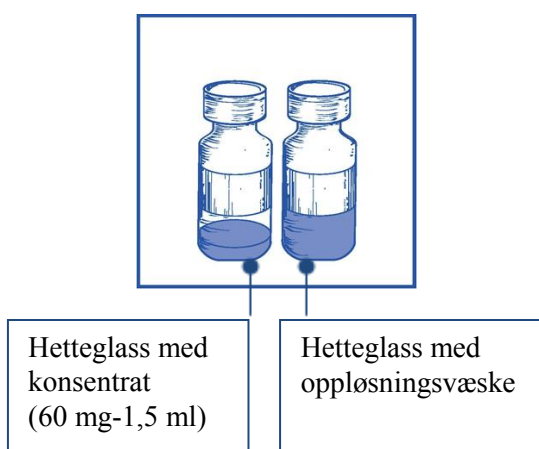 Hetteglass med
konsentrat
(60 mg-1,5 ml)
Hetteglass med
oppløsningsvæske